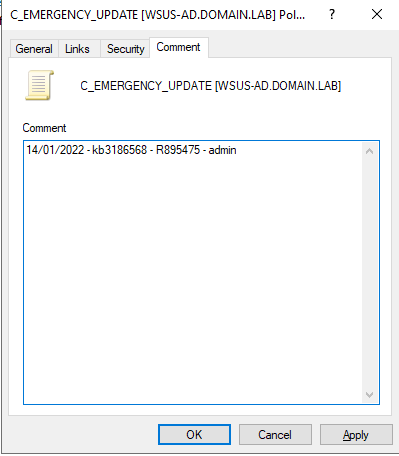 C_EMERGENCY_UPDATE [WSUS-AD.DOMAIN.LAB] Pol... ?
General Links Security Comment
C_EMERGENCY_UPDATE [WSUS-AD.DOMAIN.LAB]
Comment
14/01/2022 - kb3186568 - R895475 - admin
OK Cancel Apply